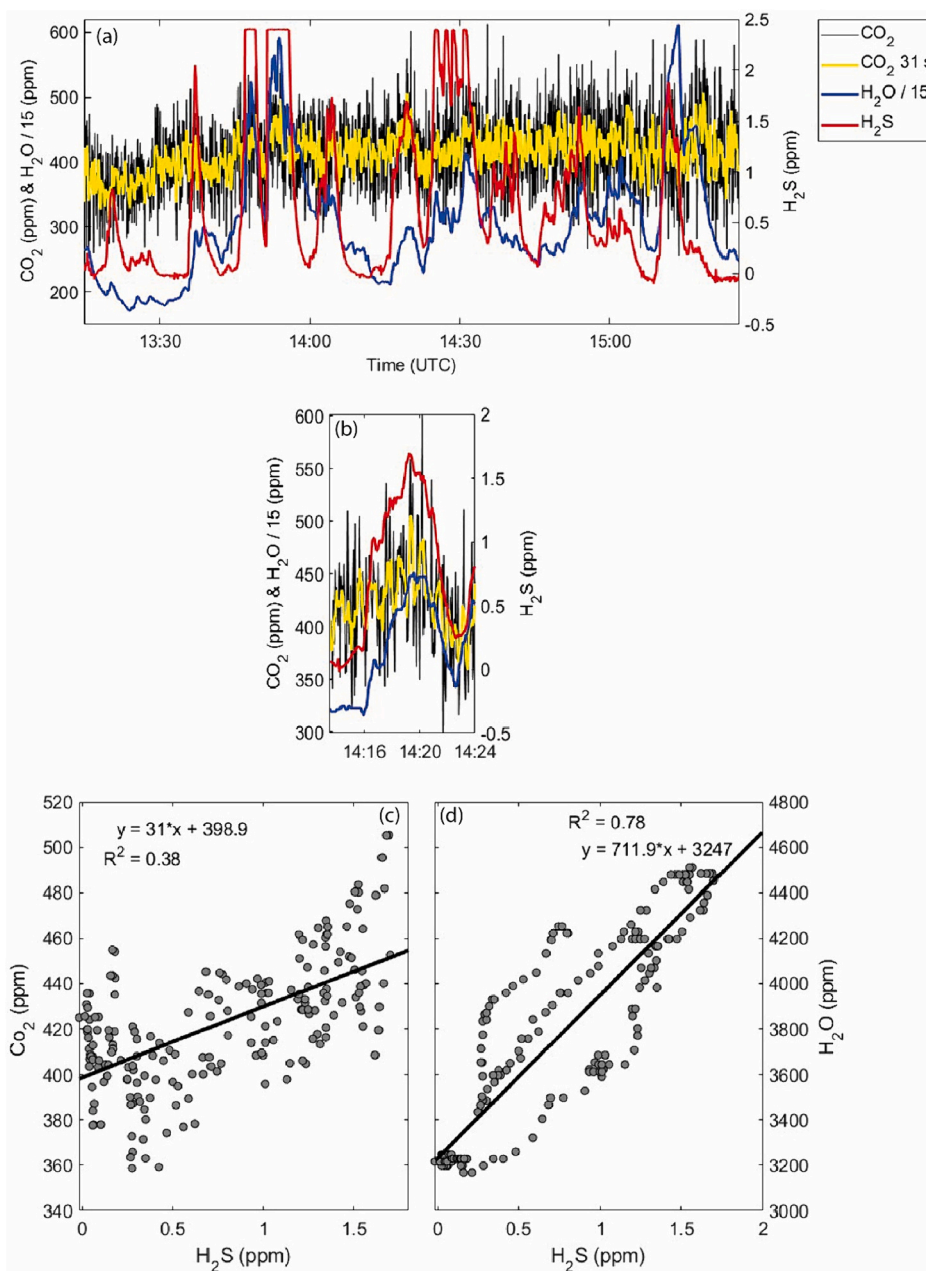 (a)
600
500
400
300
200
CO₂ (ppm) & H₂O / 15 (ppm)
2.5
2
1.5
1
0.5
0
-0.5
H₂S (ppm)
13:30
14:00
14:30
15:00
Time (UTC)
CO₂
CO₂ 31 s
H₂O / 15
H₂S
(b)
600
550
500
450
400
350
300
CO₂ (ppm) & H₂O / 15 (ppm)
2
1.5
1
0.5
0
-0.5
H₂S (ppm)
14:16
14:20
14:24
(c)
y = 31*x + 398.9
R² = 0.38
520
500
480
460
440
420
400
380
360
340
Co₂ (ppm)
0
0.5
1
1.5
H₂S (ppm)
(d)
R² = 0.78
y = 711.9*x + 3247
4800
4600
4400
4200
4000
3800
3600
3400
3200
3000
H₂O (ppm)
0
0.5
1
1.5
2
H₂S (ppm)